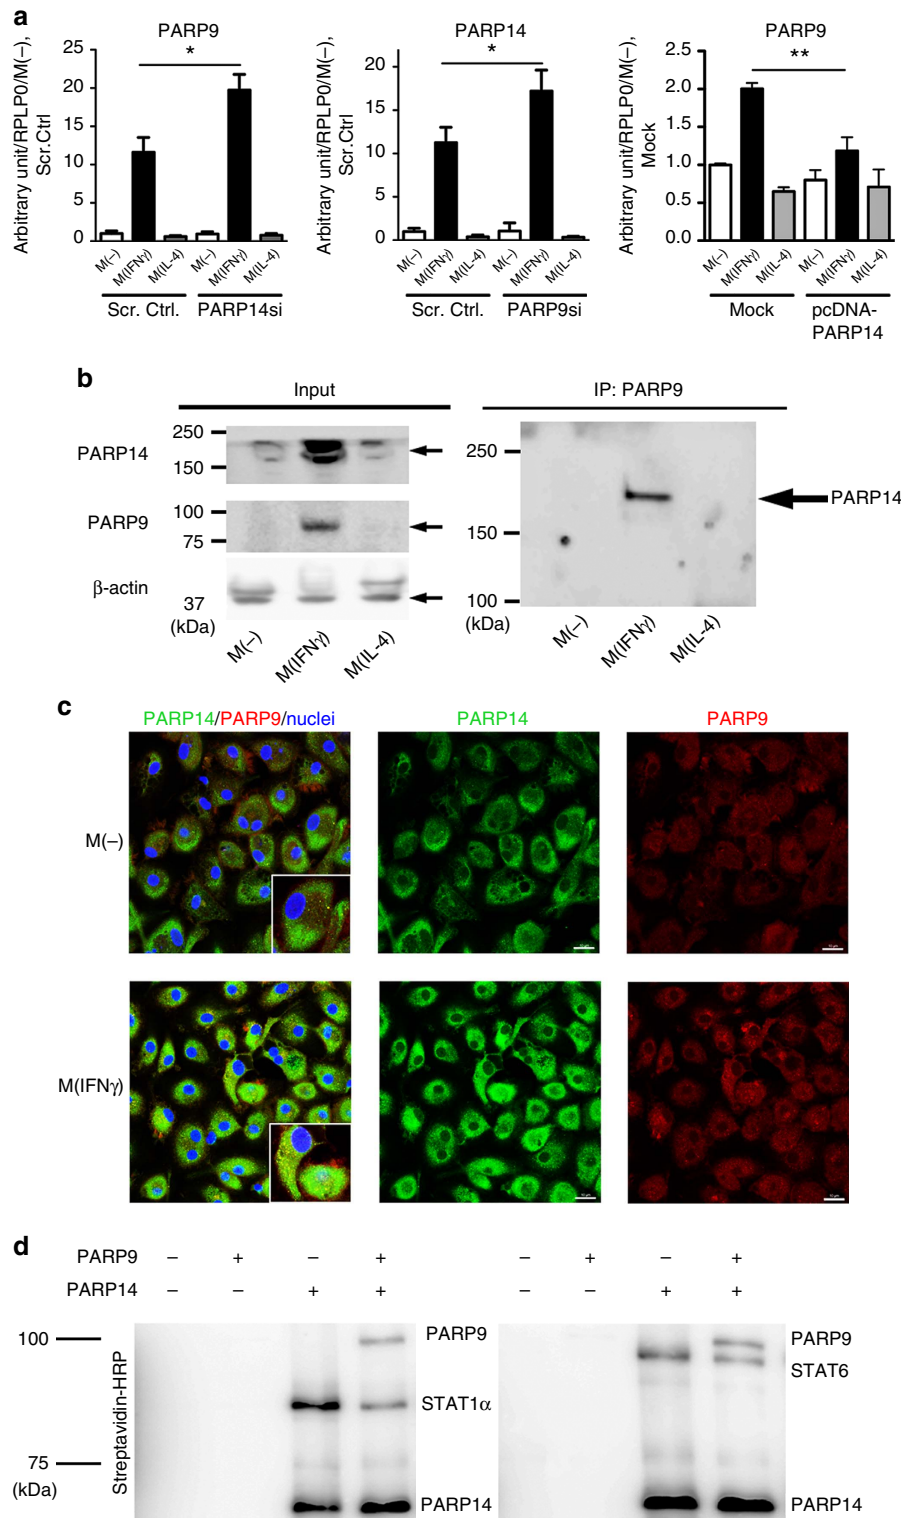 a
PARP9
Arbitrary unit/RPLP0/M(−),
Scr.Ctrl
25
20
15
10
5
0
*
M(−)
M(IFNγ)
M(IL-4)
M(−)
M(IFNγ)
M(IL-4)
Scr. Ctrl.
PARP14si
PARP14
Arbitrary unit/RPLP0/M(−),
Scr.Ctrl
20
15
10
5
0
*
M(−)
M(IFNγ)
M(IL-4)
M(−)
M(IFNγ)
M(IL-4)
Scr. Ctrl.
PARP9si
PARP9
Arbitrary unit/RPLP0/M(−),
Mock
2.5
2.0
1.5
1.0
0.5
0.0
**
M(−)
M(IFNγ)
M(IL-4)
M(−)
M(IFNγ)
M(IL-4)
Mock
pcDNA-
PARP14
b
Input
PARP14
250
150
PARP9
100
75
β-actin
37
(kDa)
M(−)
M(IFNγ)
M(IL-4)
IP: PARP9
250
150
100
(kDa)
PARP14
M(−)
M(IFNγ)
M(IL-4)
c
PARP14/PARP9/nuclei
PARP14
PARP9
M(−)
M(IFNγ)
d
PARP9 − + − + − + − +
PARP14 − − + + − − + +
100
75
(kDa)
Streptavidin-HRP
PARP9
STAT1α
PARP14
PARP9
STAT6
PARP14